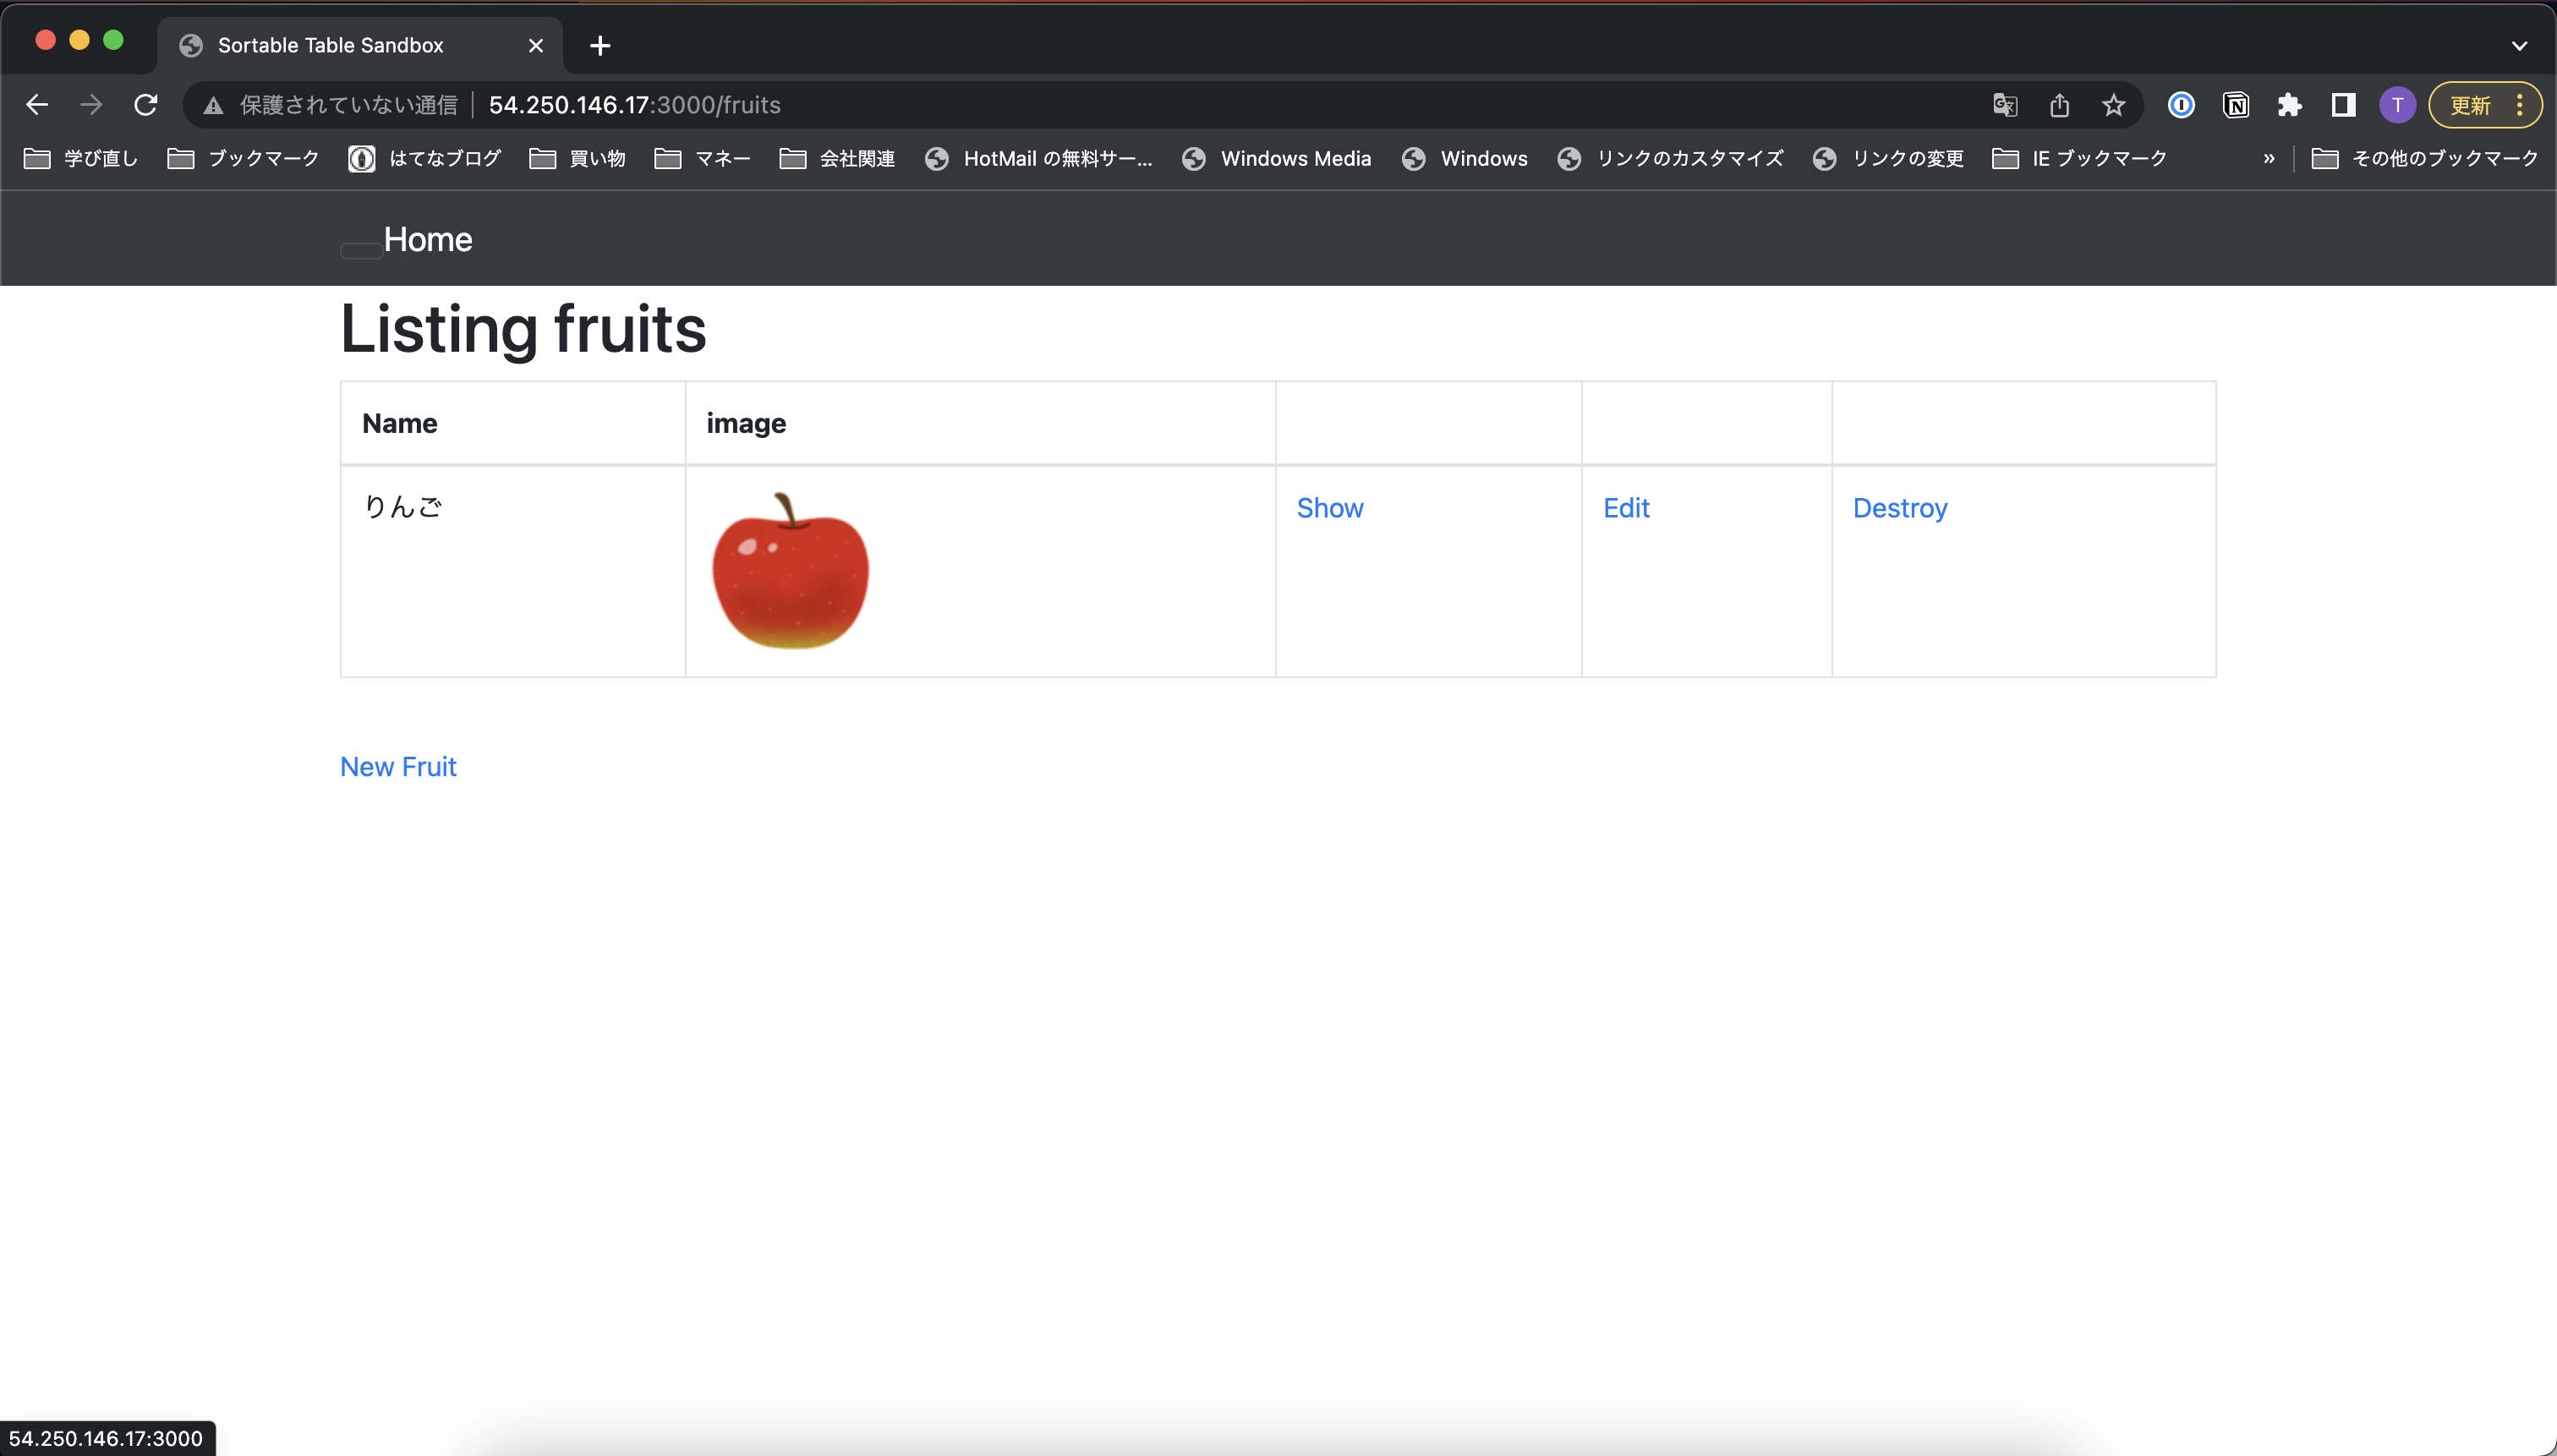 Sortable Table Sandbox
保護されていない通信 54.250.146.17:3000/fruits T 更新
学び直し ブックマーク はてなブログ 買い物 マネー 会社関連 HotMail の無料サー... Windows Media Windows リンクのカスタマイズ リンクの変更 IE ブックマーク » その他のブックマーク
Home
Listing fruits
Name image
りんご Show Edit Destroy
New Fruit
54.250.146.17:3000